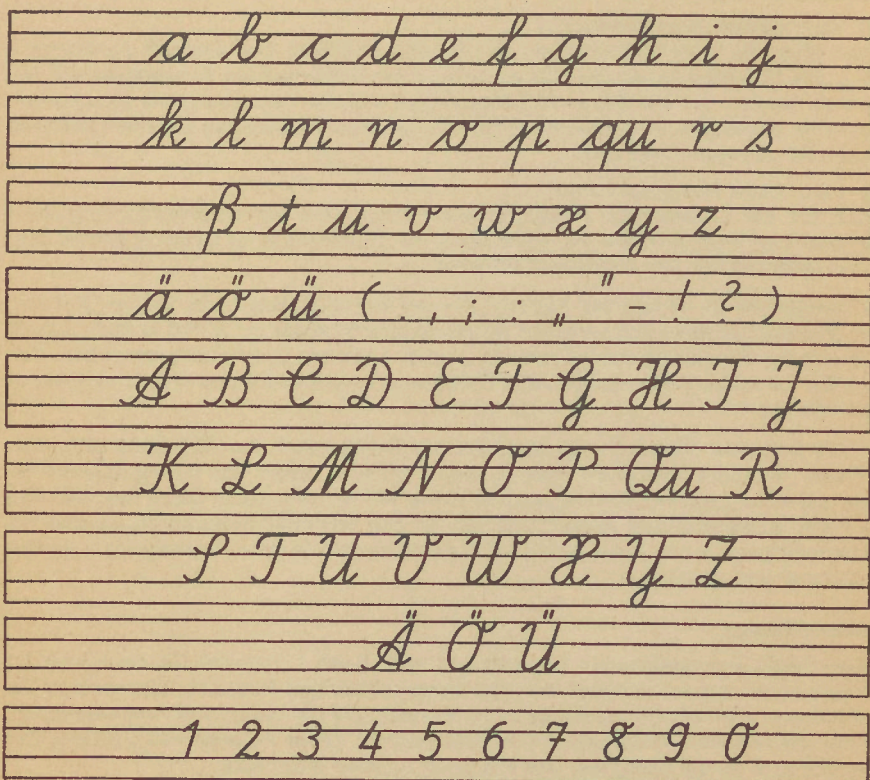 a b c d e f g h i j
k l m n o p qu r s
ß t u v w x y z
ä ö ü ( . , ; : „ " - ! ? )
A B C D E F G H I J
K L M N O P Qu R
S T U V W X Y Z
Ä Ö Ü
1 2 3 4 5 6 7 8 9 0